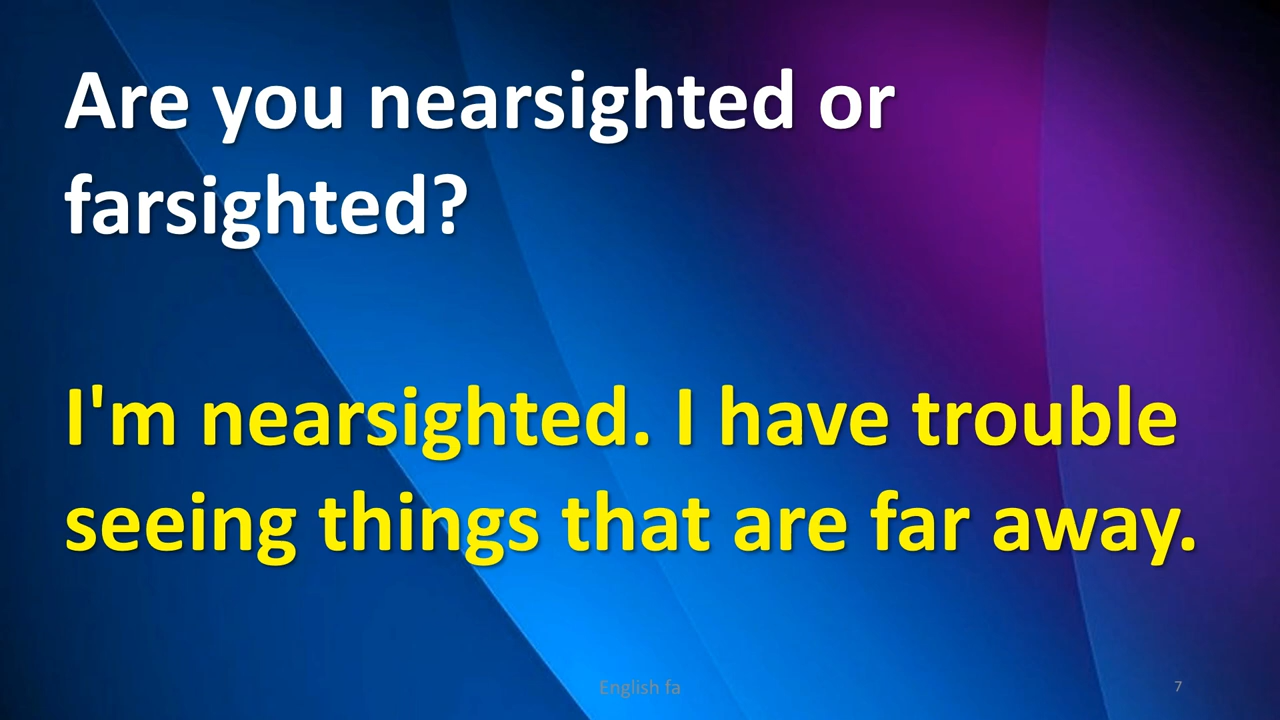 Are you nearsighted or
farsighted?
I'm nearsighted. I have trouble
seeing things that are far away.
English fa
7